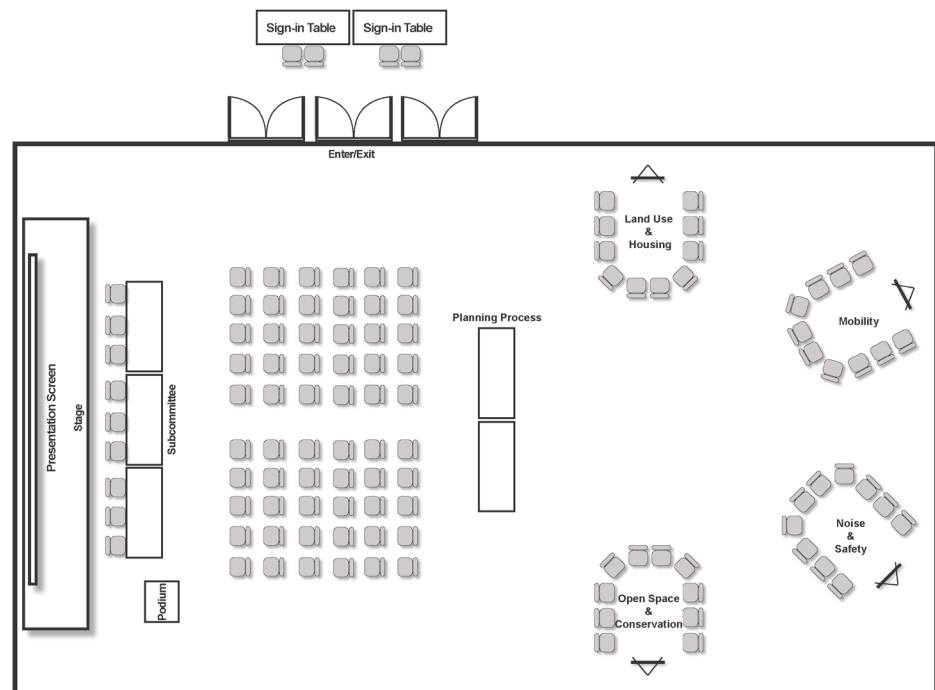 Sign-in Table
Sign-in Table
Enter/Exit
Land Use
&
Housing
Mobility
Planning Process
Presentation Screen
Stage
Subcommittee
Noise
&
Safety
Podium
Open Space
&
Conservation